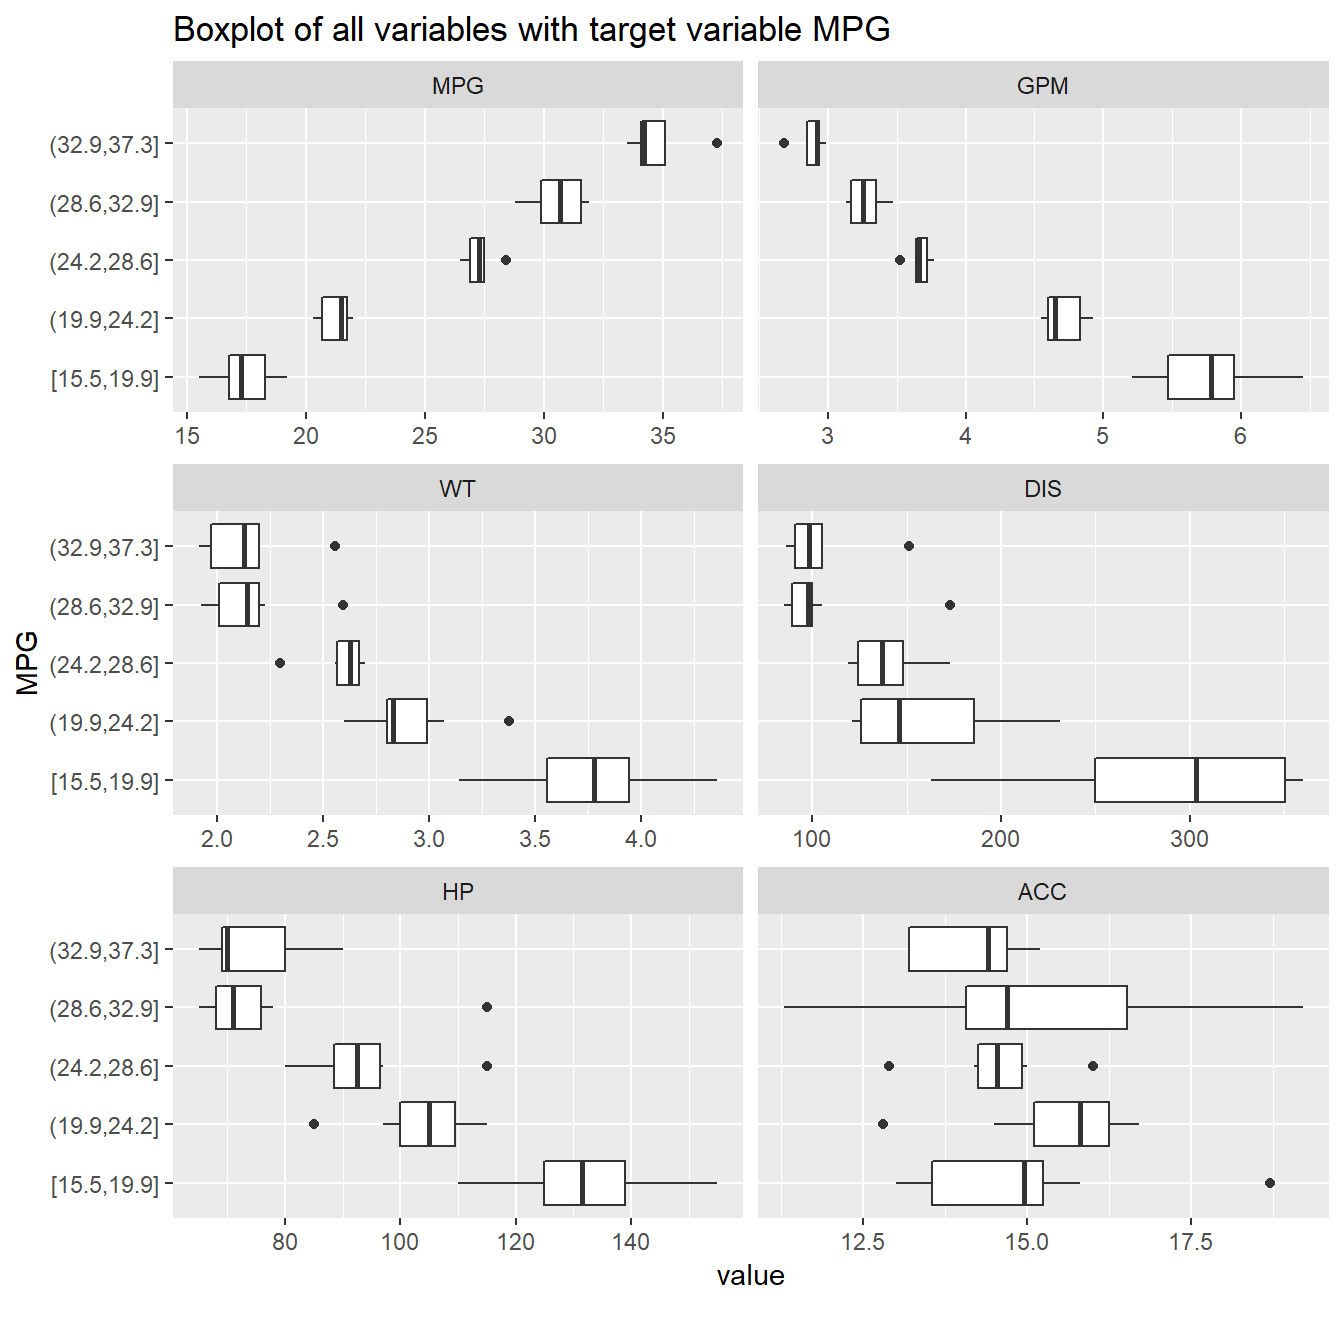 Boxplot of all variables with target variable MPG
MPG GPM
(32.9,37.3]
(28.6,32.9]
(24.2,28.6]
(19.9,24.2]
[15.5,19.9]
15 20 25 30 35 3 4 5 6
WT DIS
(32.9,37.3]
(28.6,32.9]
(24.2,28.6]
(19.9,24.2]
[15.5,19.9]
2.0 2.5 3.0 3.5 4.0 100 200 300
MPG
HP ACC
(32.9,37.3]
(28.6,32.9]
(24.2,28.6]
(19.9,24.2]
[15.5,19.9]
80 100 120 140 12.5 15.0 17.5
value